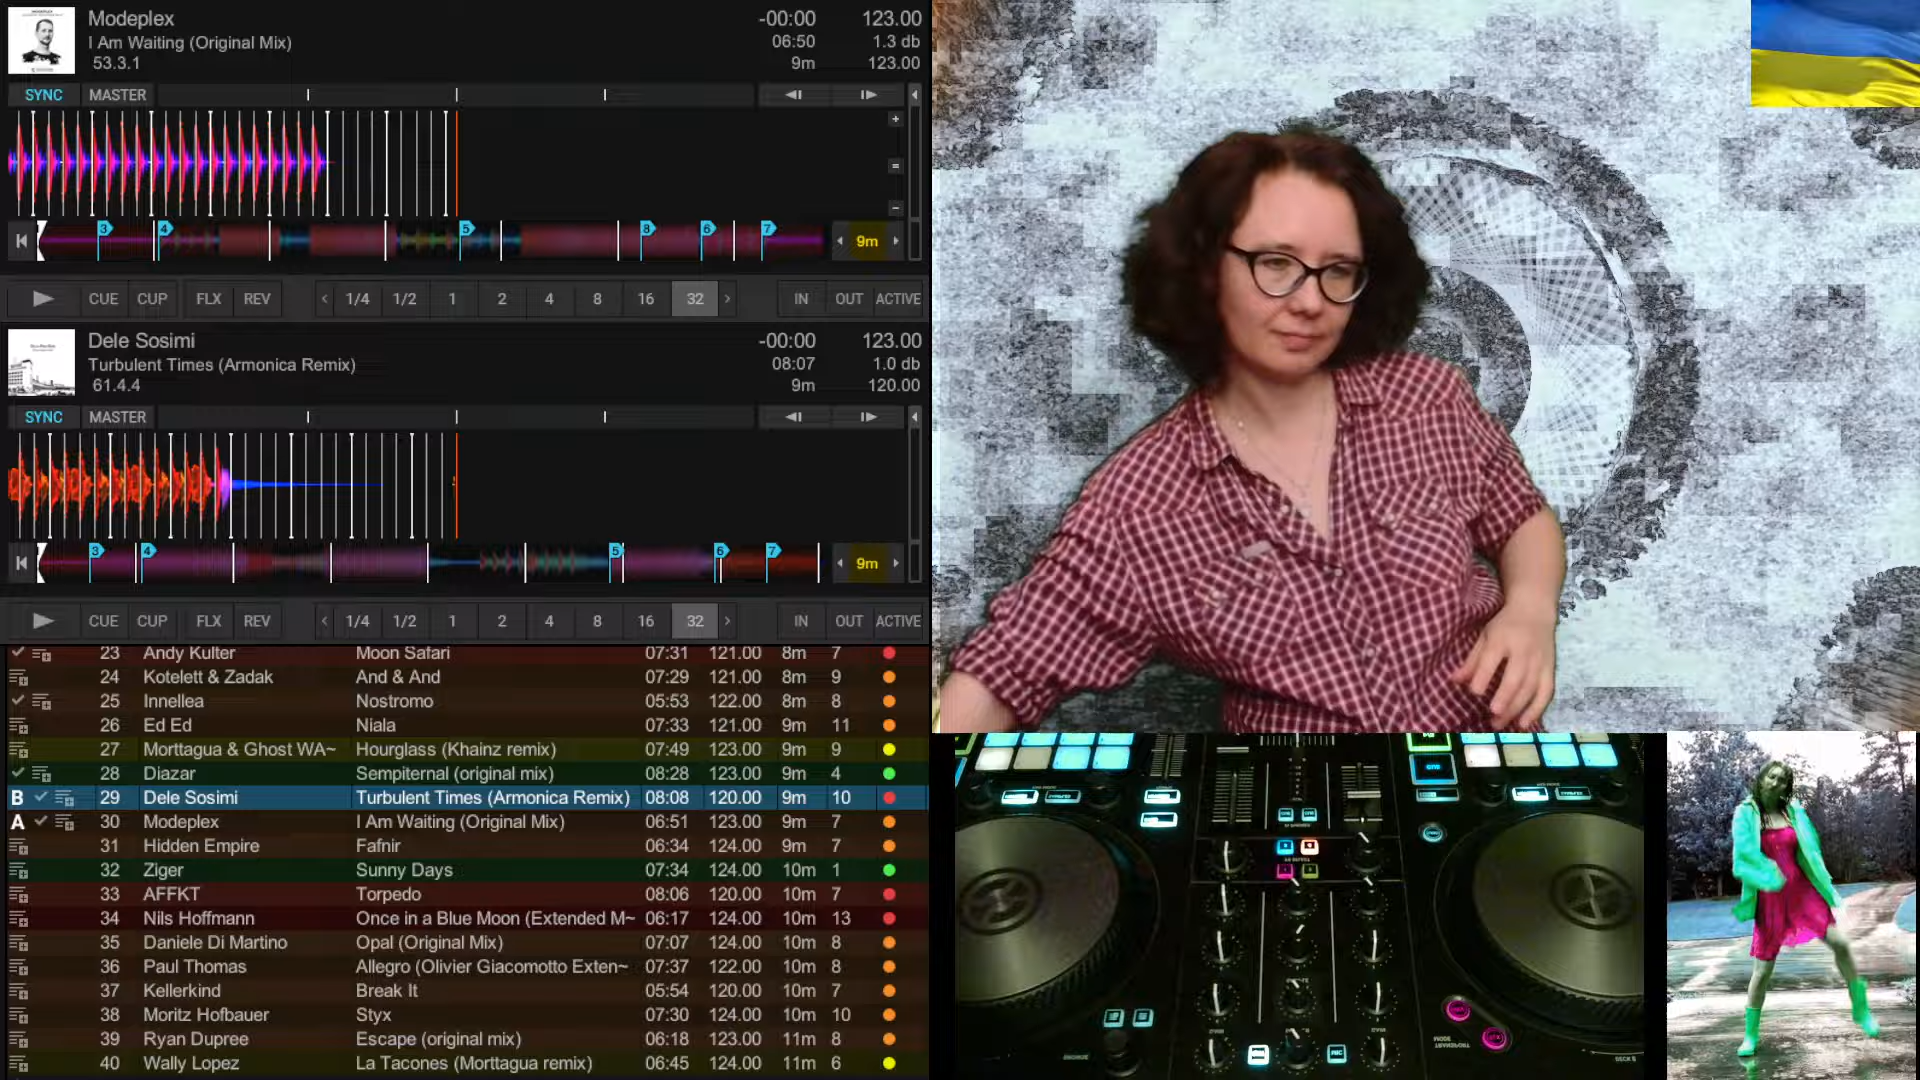 Modeplex -00:00 123.00
I Am Waiting (Original Mix) 06:50 1.3 db
53.3.1 9m 123.00
SYNC MASTER
3 4 5 8 6 7 9m
CUE CUP FLX REV 1/4 1/2 1 2 4 8 16 32 IN OUT ACTIVE
Dele Sosimi -00:00 123.00
Turbulent Times (Armonica Remix) 08:07 1.0 db
61.4.4 9m 120.00
SYNC MASTER
3 4 5 6 7 9m
CUE CUP FLX REV 1/4 1/2 1 2 4 8 16 32 IN OUT ACTIVE
23 Andy Kulter Moon Safari 07:31 121.00 8m 7
24 Kotelett & Zadak And & And 07:29 121.00 8m 9
25 Innellea Nostromo 05:53 122.00 8m 8
26 Ed Ed Niala 07:33 121.00 9m 11
27 Morttagua & Ghost WA~ Hourglass (Khainz remix) 07:49 123.00 9m 9
28 Diazar Sempiternal (original mix) 08:28 123.00 9m 4
B 29 Dele Sosimi Turbulent Times (Armonica Remix) 08:08 120.00 9m 10
A 30 Modeplex I Am Waiting (Original Mix) 06:51 123.00 9m 7
31 Hidden Empire Fafnir 06:34 124.00 9m 7
32 Ziger Sunny Days 07:34 124.00 10m 1
33 AFFKT Torpedo 08:06 120.00 10m 7
34 Nils Hoffmann Once in a Blue Moon (Extended M~ 06:17 124.00 10m 13
35 Daniele Di Martino Opal (Original Mix) 07:07 124.00 10m 8
36 Paul Thomas Allegro (Olivier Giacomotto Exten~ 07:37 122.00 10m 8
37 Kellerkind Break It 05:54 120.00 10m 7
38 Moritz Hofbauer Styx 07:30 124.00 10m 10
39 Ryan Dupree Escape (original mix) 06:18 123.00 11m 8
40 Wally Lopez La Tacones (Morttagua remix) 06:45 124.00 11m 6